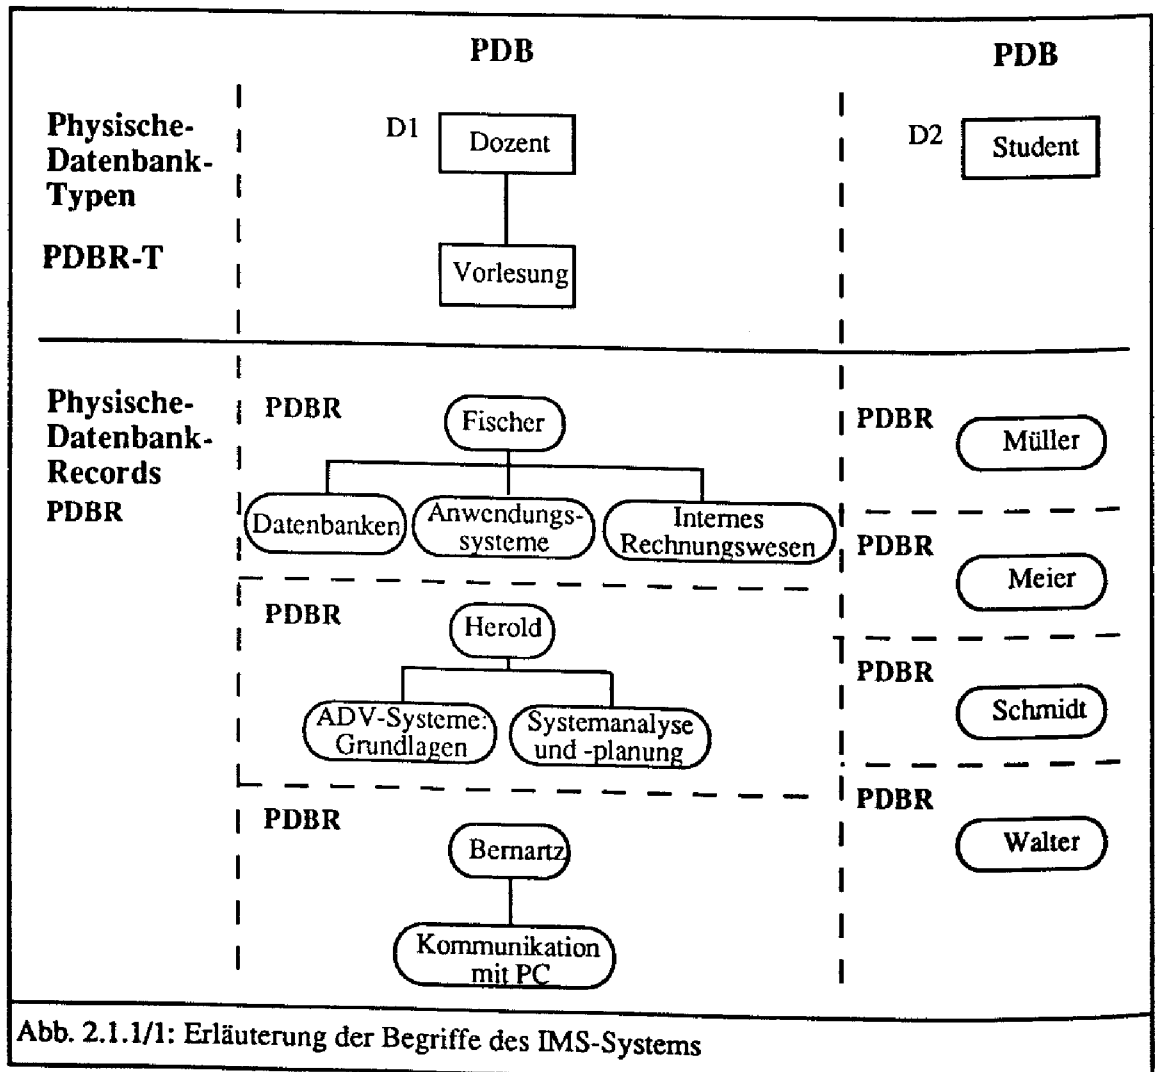 PDB
PDB
Physische-
Datenbank-
Typen
PDBR-T
D1
Dozent
Vorlesung
D2
Student
Physische-
Datenbank-
Records
PDBR
PDBR
Fischer
Datenbanken
Anwendungs-
systeme
Internes
Rechnungswesen
PDBR
Herold
ADV-Systeme:
Grundlagen
Systemanalyse
und -planung
PDBR
Bernartz
Kommunikation
mit PC
PDBR
Müller
PDBR
Meier
PDBR
Schmidt
PDBR
Walter
Abb. 2.1.1/1: Erläuterung der Begriffe des IMS-Systems